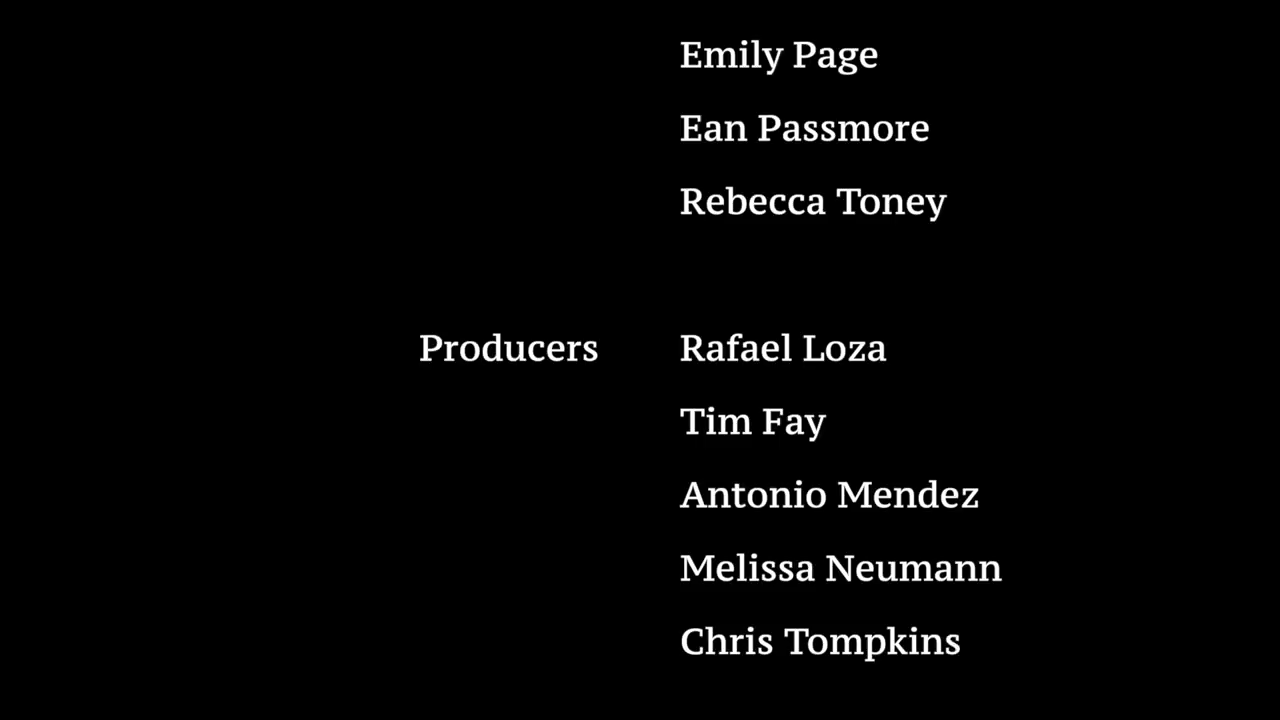 Emily Page
Ean Passmore
Rebecca Toney
Producers Rafael Loza
Tim Fay
Antonio Mendez
Melissa Neumann
Chris Tompkins